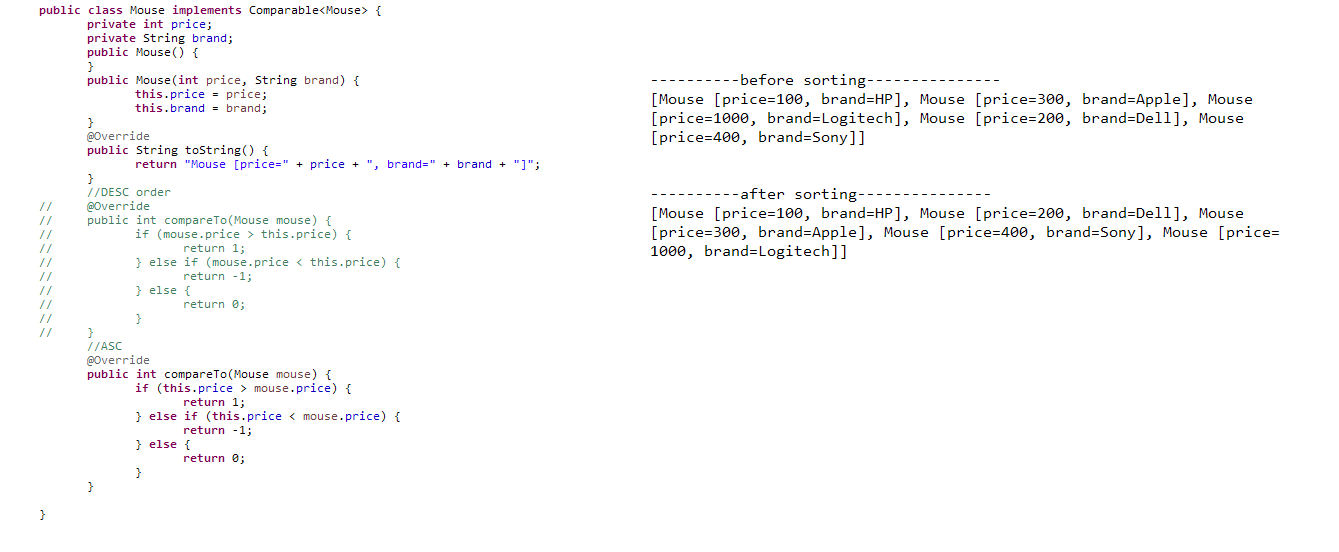 public class Mouse implements Comparable<Mouse> {
private int price;
private String brand;
public Mouse() {
}
public Mouse(int price, String brand) {
this.price = price;
this.brand = brand;
}
@Override
public String toString() {
return "Mouse [price=" + price + ", brand=" + brand + "]";
}
//DESC order
// @Override
// public int compareTo(Mouse mouse) {
// if (mouse.price > this.price) {
// return 1;
// } else if (mouse.price < this.price) {
// return -1;
// } else {
// return 0;
// }
// }
//ASC
@Override
public int compareTo(Mouse mouse) {
if (this.price > mouse.price) {
return 1;
} else if (this.price < mouse.price) {
return -1;
} else {
return 0;
}
}
}
----------before sorting---------------
[Mouse [price=100, brand=HP], Mouse [price=300, brand=Apple], Mouse
[price=1000, brand=Logitech], Mouse [price=200, brand=Dell], Mouse
[price=400, brand=Sony]]
----------after sorting---------------
[Mouse [price=100, brand=HP], Mouse [price=200, brand=Dell], Mouse
[price=300, brand=Apple], Mouse [price=400, brand=Sony], Mouse [price=
1000, brand=Logitech]]